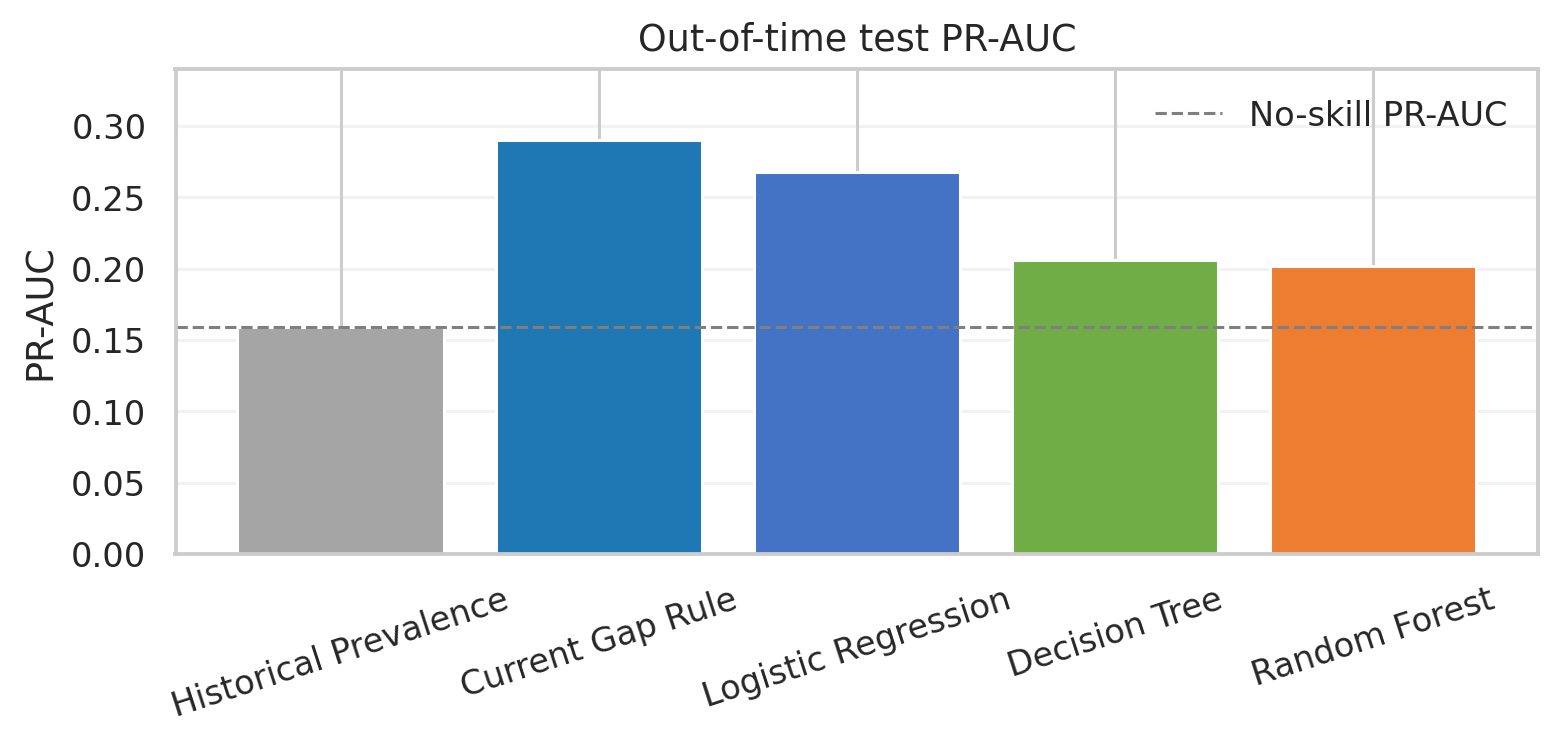 Out-of-time test PR-AUC
No-skill PR-AUC
PR-AUC
0.30
0.25
0.20
0.15
0.10
0.05
0.00
Historical Prevalence
Current Gap Rule
Logistic Regression
Decision Tree
Random Forest